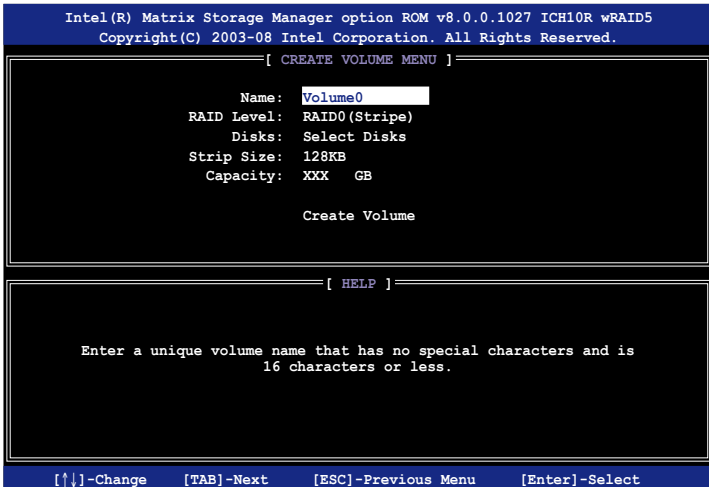 Intel(R) Matrix Storage Manager option ROM v8.0.0.1027 ICH10R wRAID5
Copyright(C) 2003-08 Intel Corporation. All Rights Reserved.
[ CREATE VOLUME MENU ]
Name: Volume0
RAID Level: RAID0(Stripe)
Disks: Select Disks
Strip Size: 128KB
Capacity: XXX GB
Create Volume
[ HELP ]
Enter a unique volume name that has no special characters and is
16 characters or less.
[↑↓]-Change [TAB]-Next [ESC]-Previous Menu [Enter]-Select